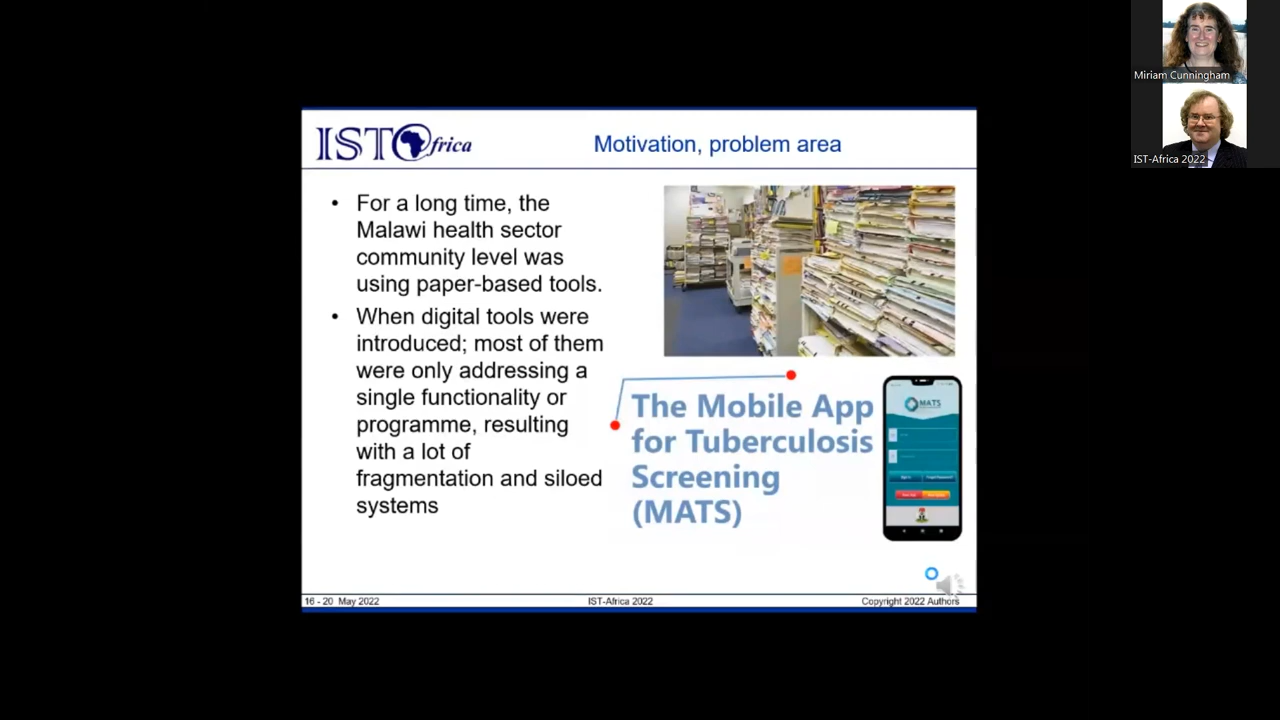 Miriam Cunningham
IST-Africa 2022
ISTAfrica
Motivation, problem area
• For a long time, the
Malawi health sector
community level was
using paper-based tools.
• When digital tools were
introduced; most of them
were only addressing a
single functionality or
programme, resulting
with a lot of
fragmentation and siloed
systems
The Mobile App
for Tuberculosis
Screening
(MATS)
MATS
16 - 20 May 2022
IST-Africa 2022
Copyright 2022 Authors